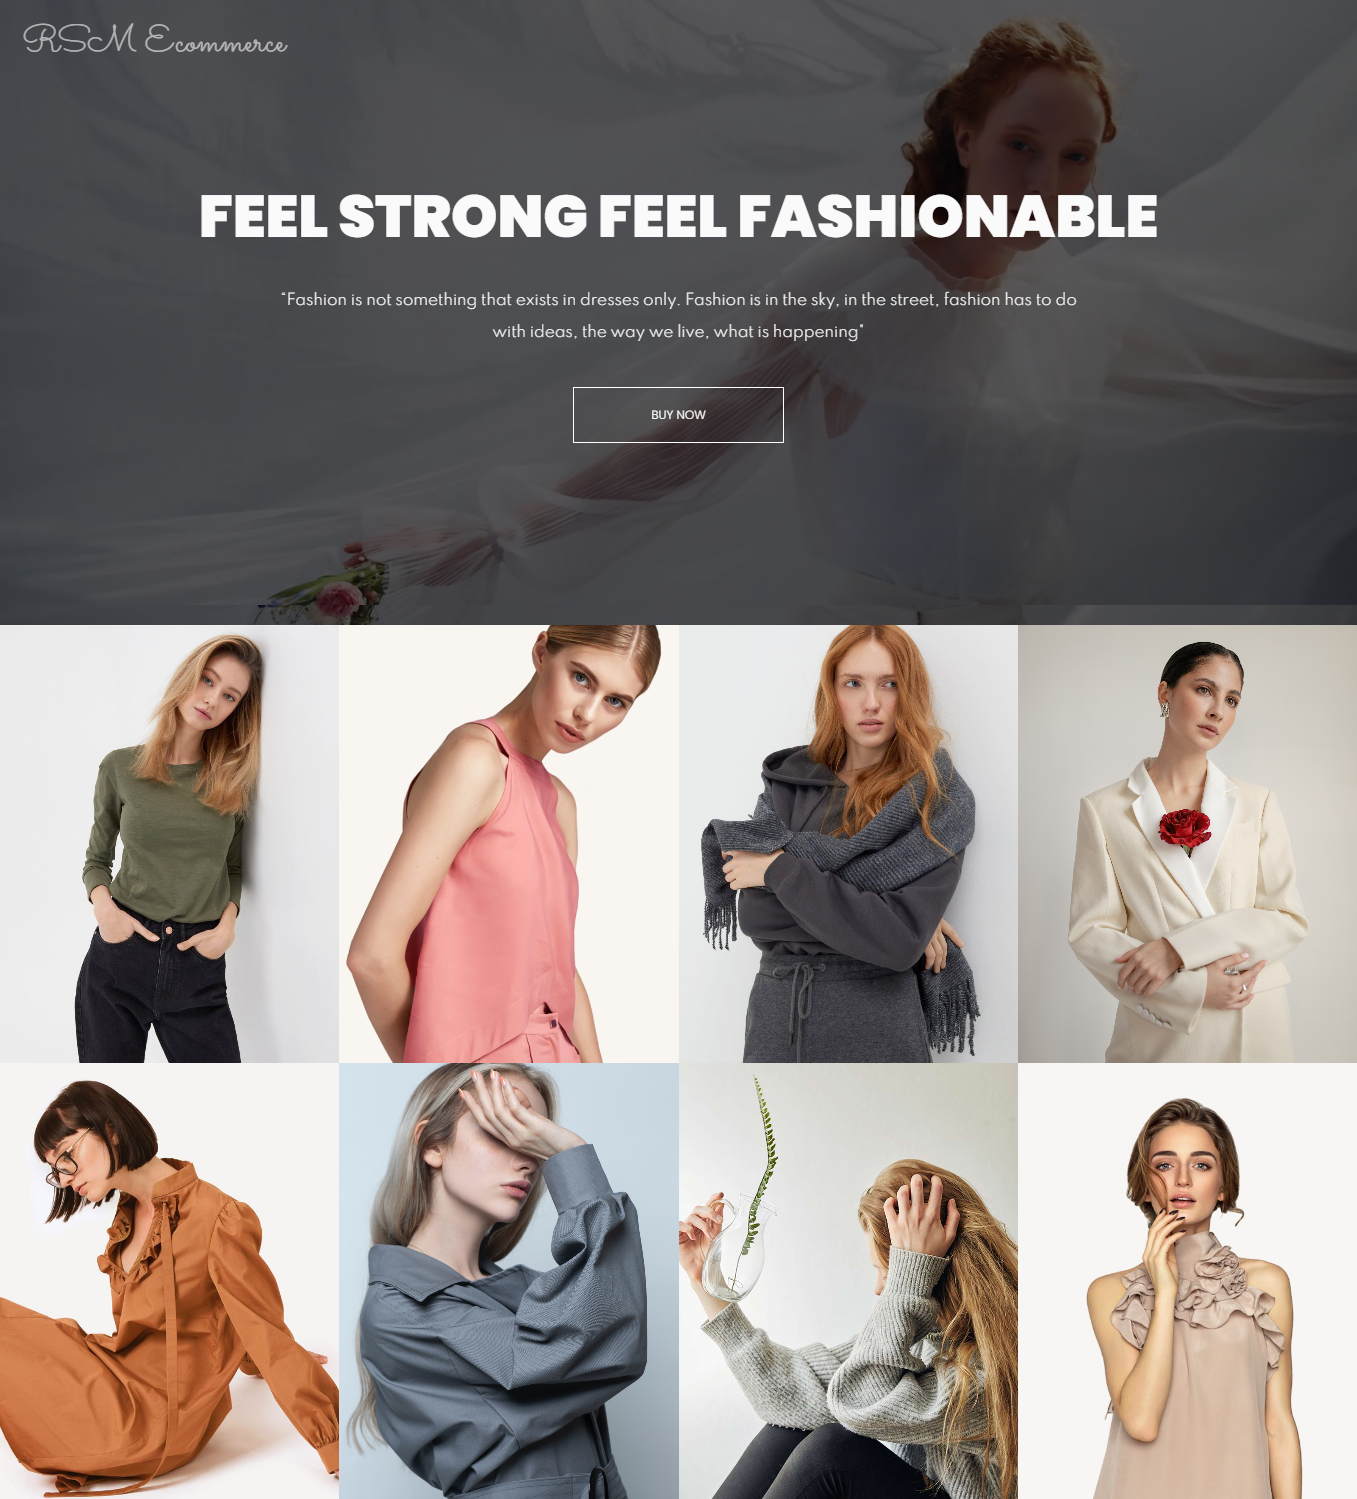 RSM Ecommerce
FEEL STRONG FEEL FASHIONABLE
"Fashion is not something that exists in dresses only. Fashion is in the sky, in the street, fashion has to do
with ideas, the way we live, what is happening"
BUY NOW